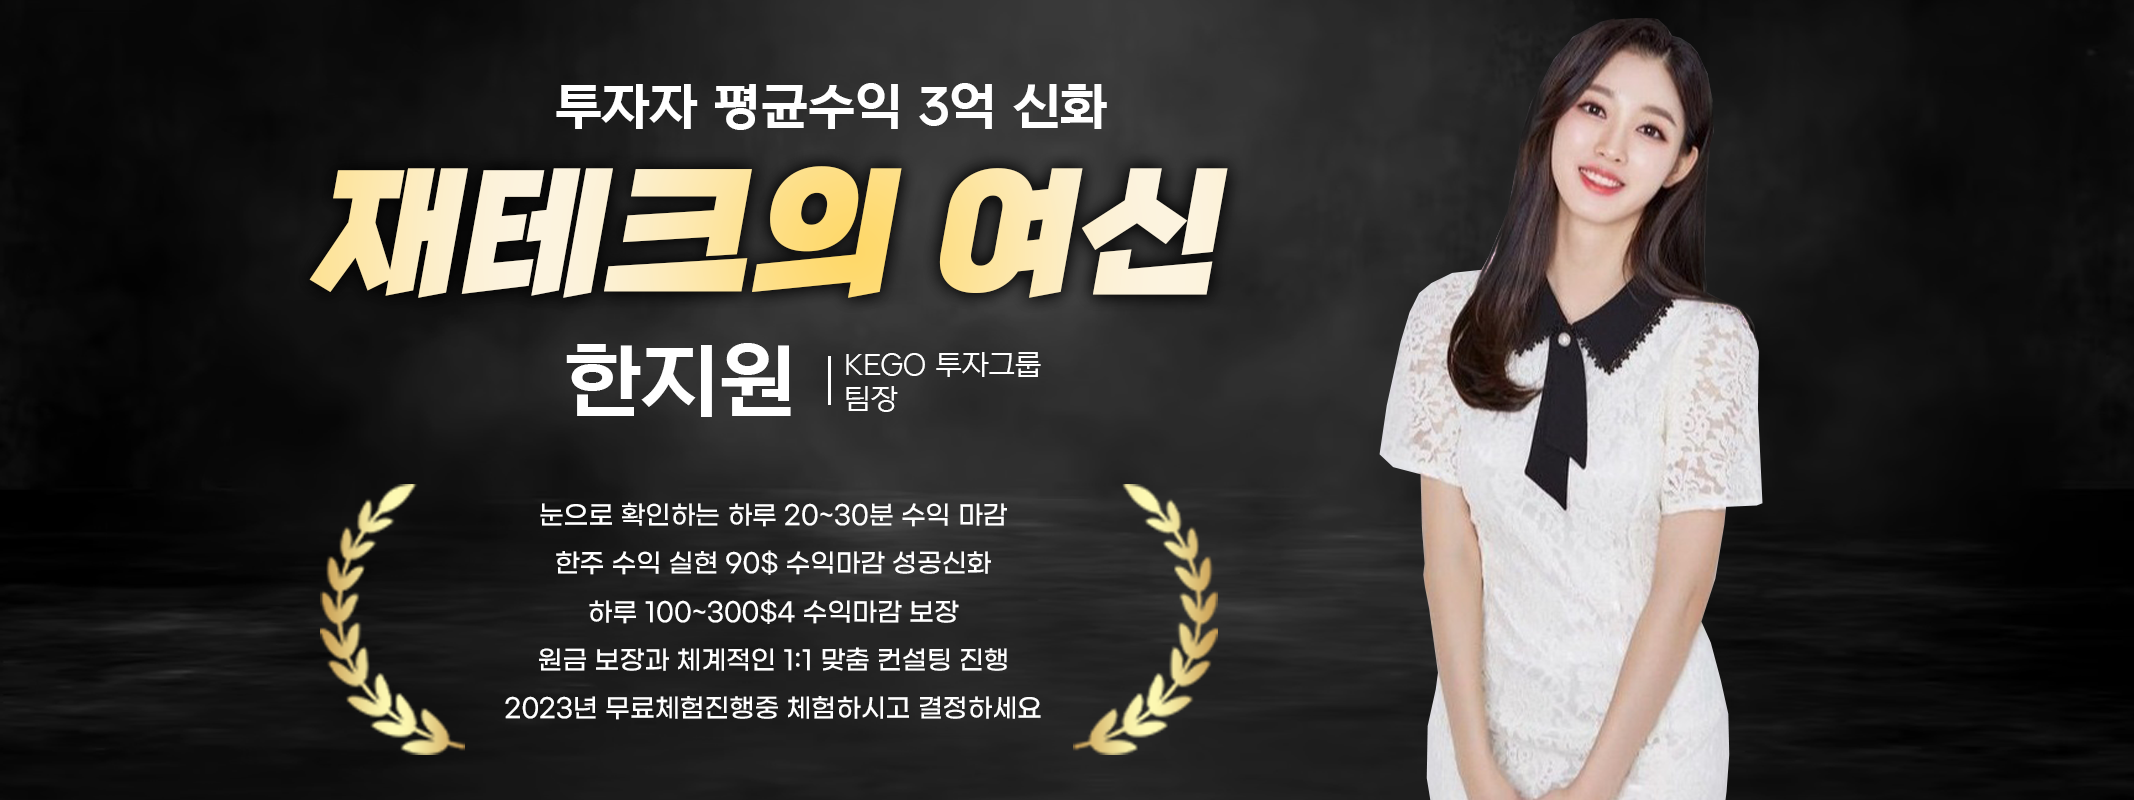 투자자 평균수익 3억 신화
재테크의 여신
한지원
KEGO 투자그룹
팀장
눈으로 확인하는 하루 20~30분 수익 마감
한주 수익 실현 90$ 수익마감 성공신화
하루 100~300$4 수익마감 보장
원금 보장과 체계적인 1:1 맞춤 컨설팅 진행
2023년 무료체험진행중 체험하시고 결정하세요